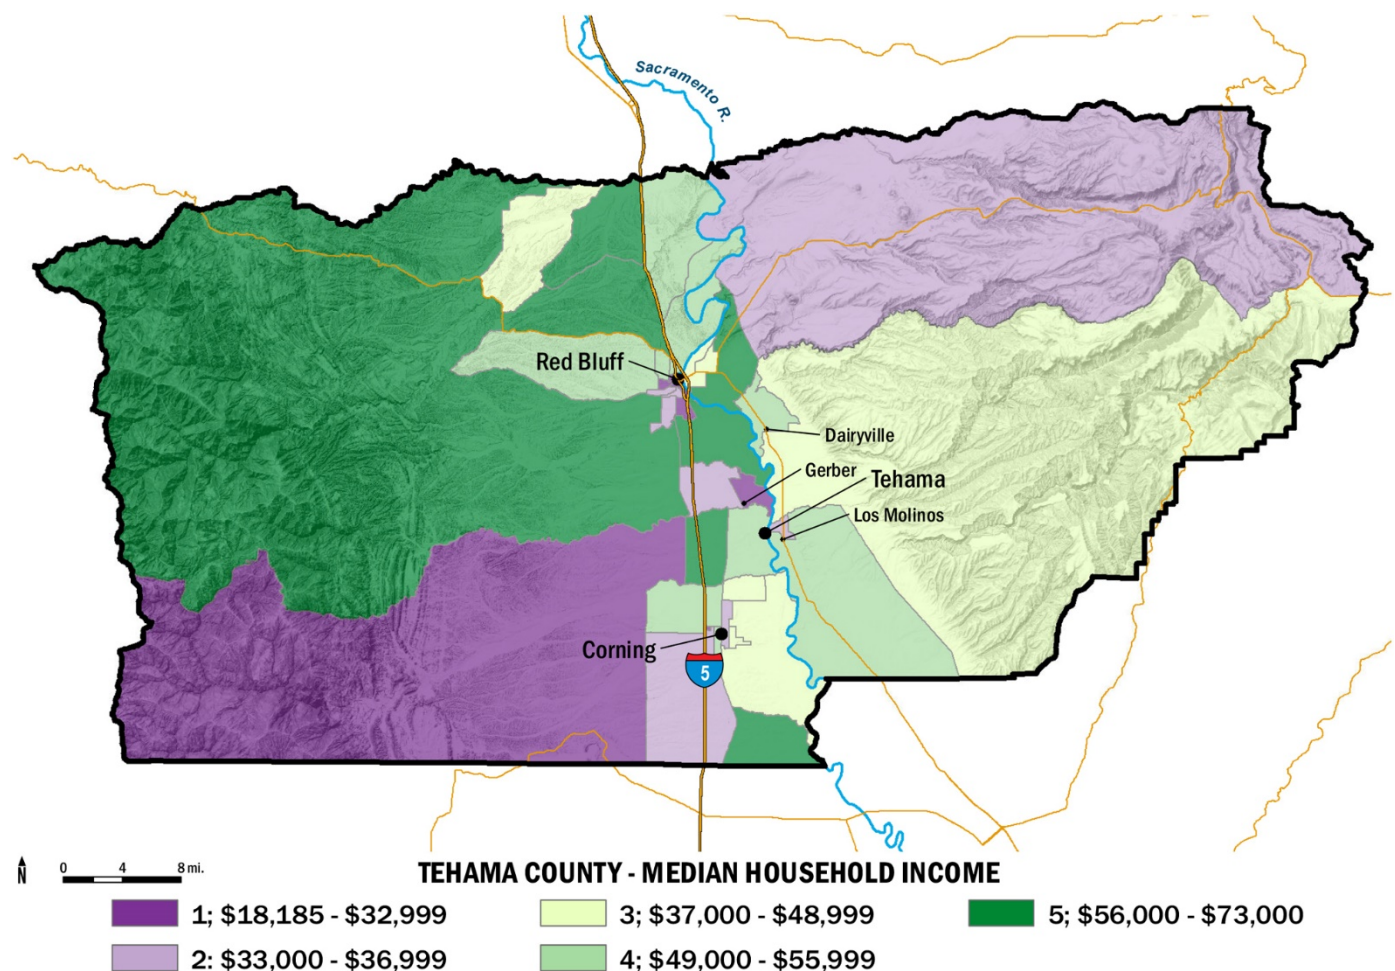 Sacramento R.
Red Bluff
Dairyville
Gerber
Tehama
Los Molinos
Corning
5
N
0 4 8 mi.
TEHAMA COUNTY - MEDIAN HOUSEHOLD INCOME
1; $18,185 - $32,999
3; $37,000 - $48,999
5; $56,000 - $73,000
2: $33,000 - $36,999
4; $49,000 - $55,999